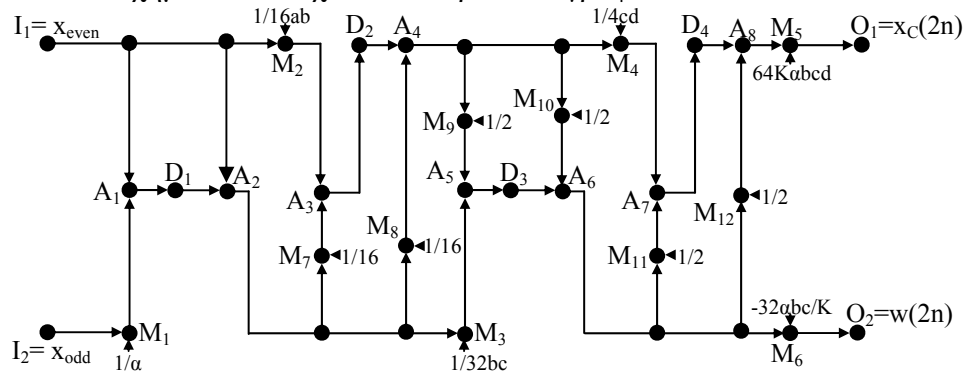 I1= xeven
1/16ab
M2
D2
A4
1/4cd
M4
D4
A8
M5
O1=xC(2n)
64Kαbcd
M9
1/2
M10
1/2
A1
D1
A2
A3
A5
D3
A6
A7
M12
1/2
M7
1/16
M8
1/16
M11
1/2
I2= xodd
M1
1/α
M3
1/32bc
-32αbc/K
M6
O2=w(2n)